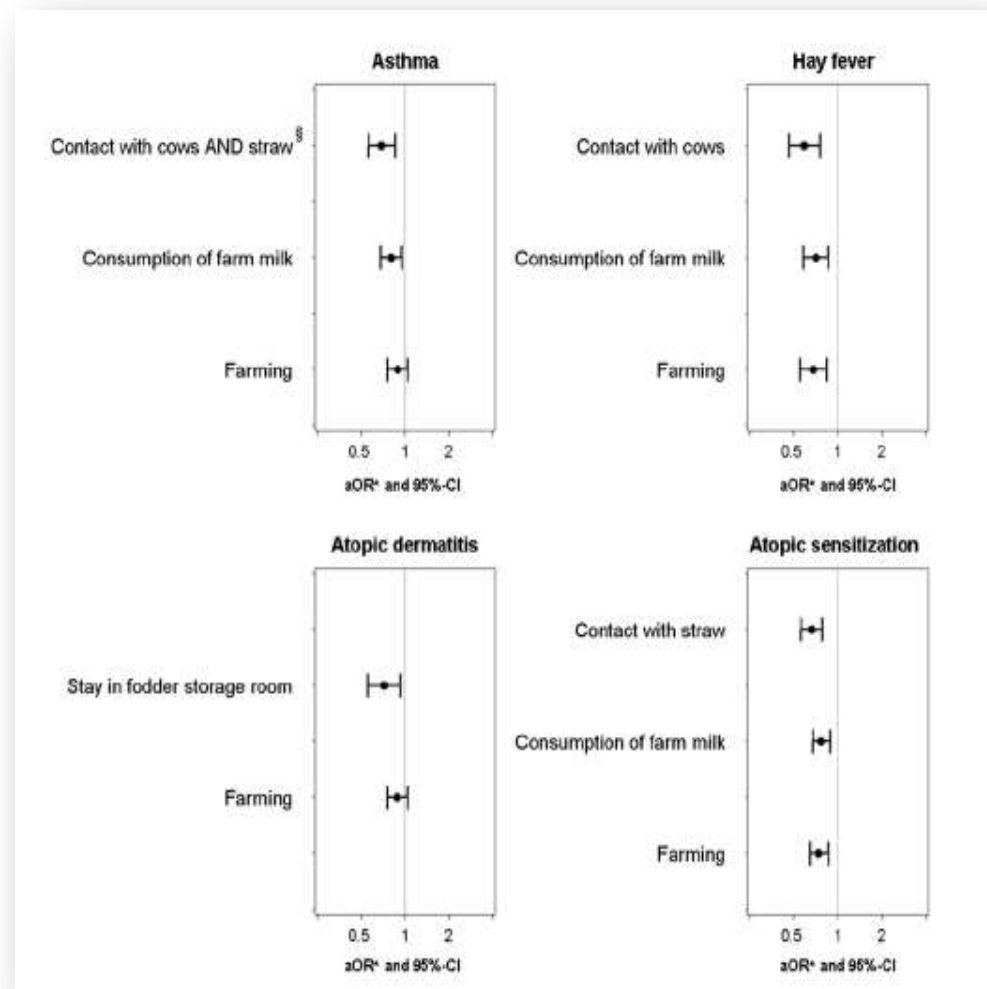 Asthma
Contact with cows AND straw§
Consumption of farm milk
Farming
0.5 1 2
aOR* and 95%-CI
Hay fever
Contact with cows
Consumption of farm milk
Farming
0.5 1 2
aOR* and 95%-CI
Atopic dermatitis
Stay in fodder storage room
Farming
0.5 1 2
aOR* and 95%-CI
Atopic sensitization
Contact with straw
Consumption of farm milk
Farming
0.5 1 2
aOR* and 95%-CI